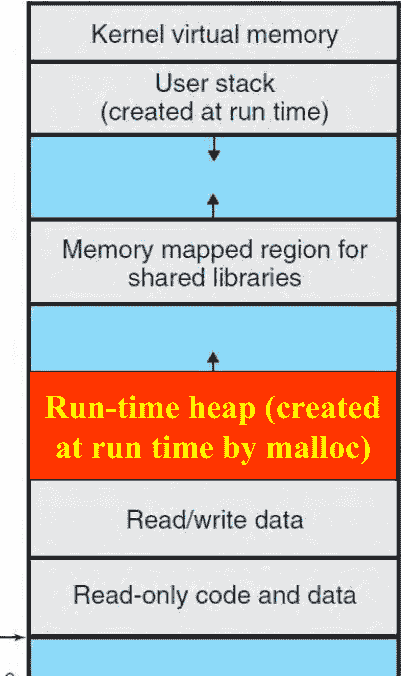 Kernel virtual memory
User stack
(created at run time)
Memory mapped region for
shared libraries
Run-time heap (created
at run time by malloc)
Read/write data
Read-only code and data